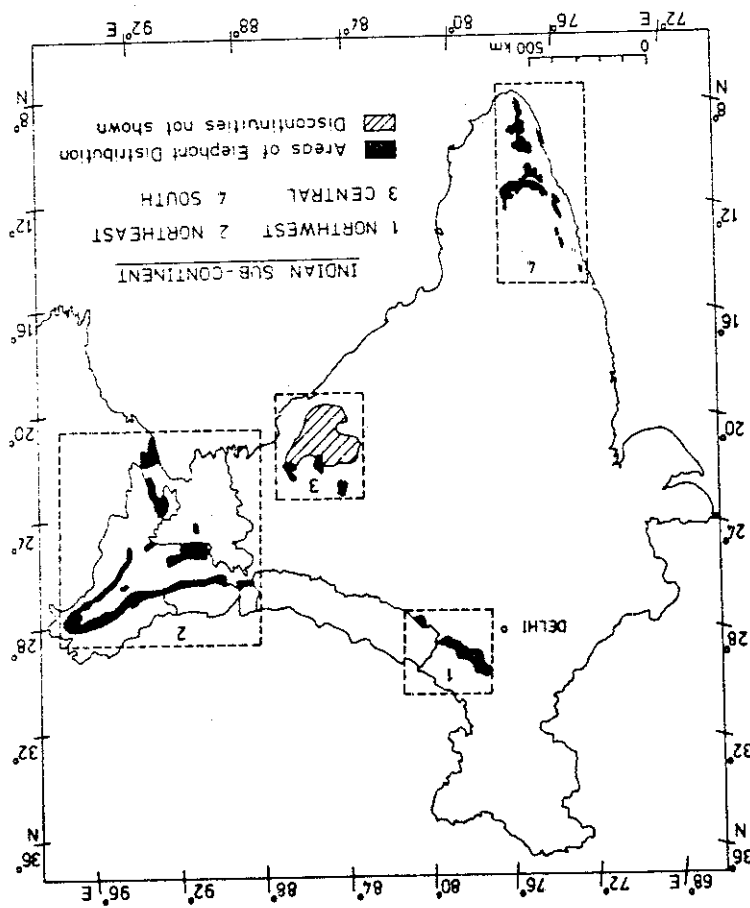 68° 72° 76° 80° 84° 88° 92° 96° E
36° 36°
N N
32° 32°
1
DELHI
28° 2 28°
24° 24°
3
20° 20°
16° 16°
4
INDIAN SUB-CONTINENT
1 NORTHWEST 2 NORTHEAST
3 CENTRAL 4 SOUTH
12° 12°
Areas of Elephant Distribution
Discontinuities not shown
8° 8°
N N
0 500 km
72° 76° 80° 84° 88° 92° E